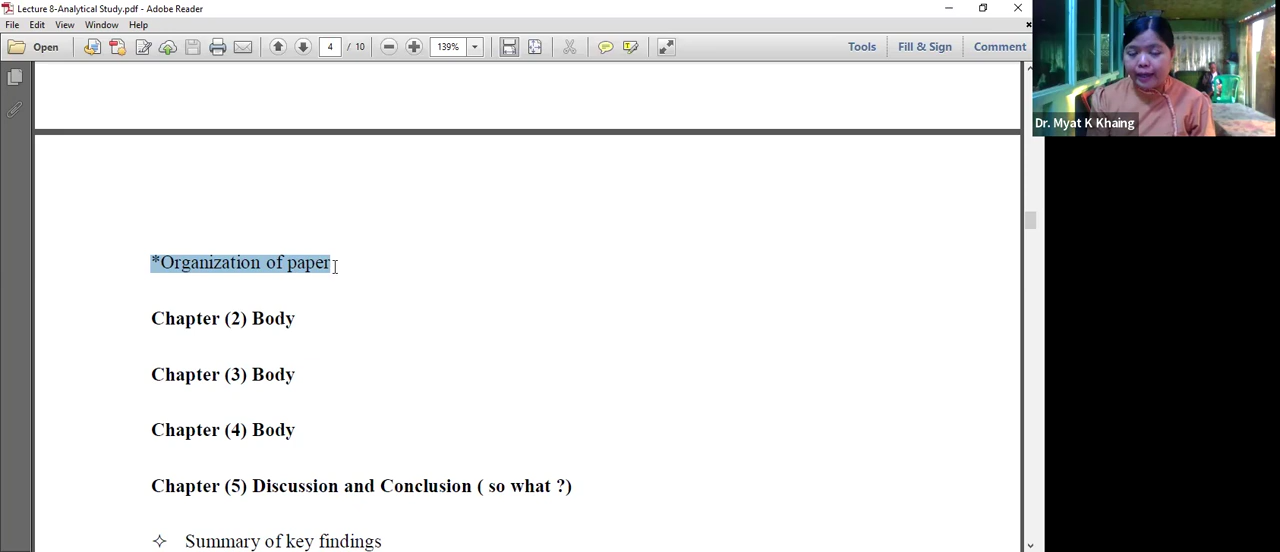 Lecture 8-Analytical Study.pdf - Adobe Reader
File Edit View Window Help
Open 4 / 10 139% Tools Fill & Sign Comment
Dr. Myat K Khaing
*Organization of paper
Chapter (2) Body
Chapter (3) Body
Chapter (4) Body
Chapter (5) Discussion and Conclusion ( so what ?)
✧ Summary of key findings